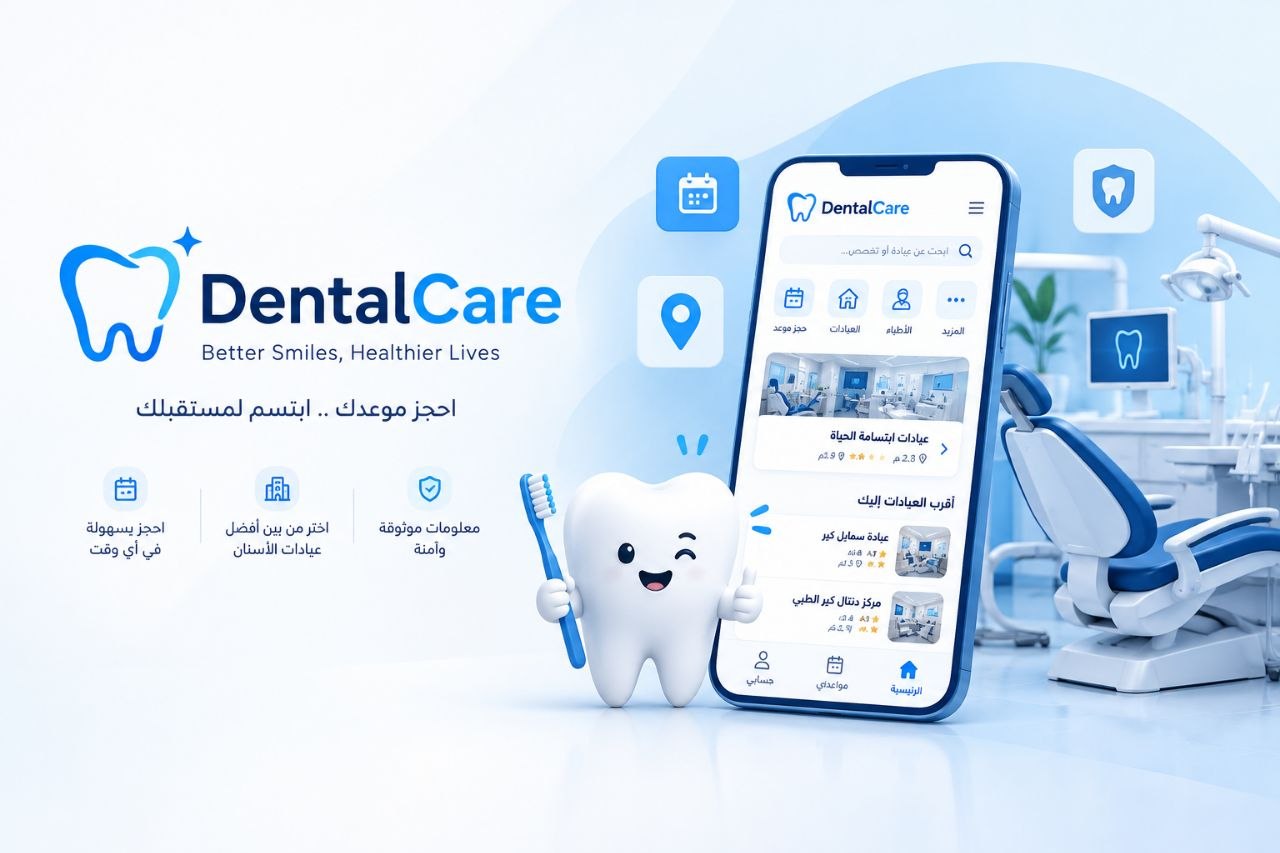 DentalCare
Better Smiles, Healthier Lives
احجز موعدك .. ابتسم لمستقبلك
معلومات موثوقة
وآمنة
اختر من بين أفضل
عيادات الأسنان
احجز بسهولة
في أي وقت
DentalCare
ابحث عن عيادة أو تخصص...
حجز موعد
العيادات
الأطباء
المزيد
عيادات ابتسامة الحياة
أقرب العيادات إليك
عيادة سمايل كير
مركز دنتال كير الطبي
الرئيسية